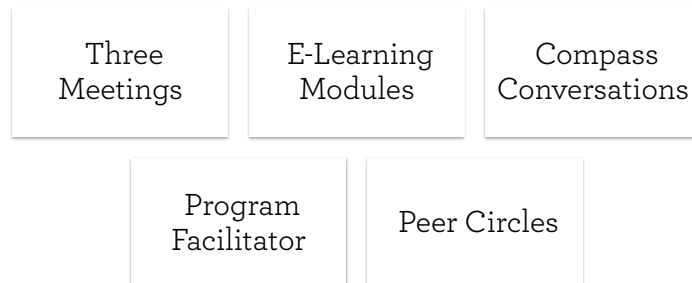 Three
Meetings
E-Learning
Modules
Compass
Conversations
Program
Facilitator
Peer Circles